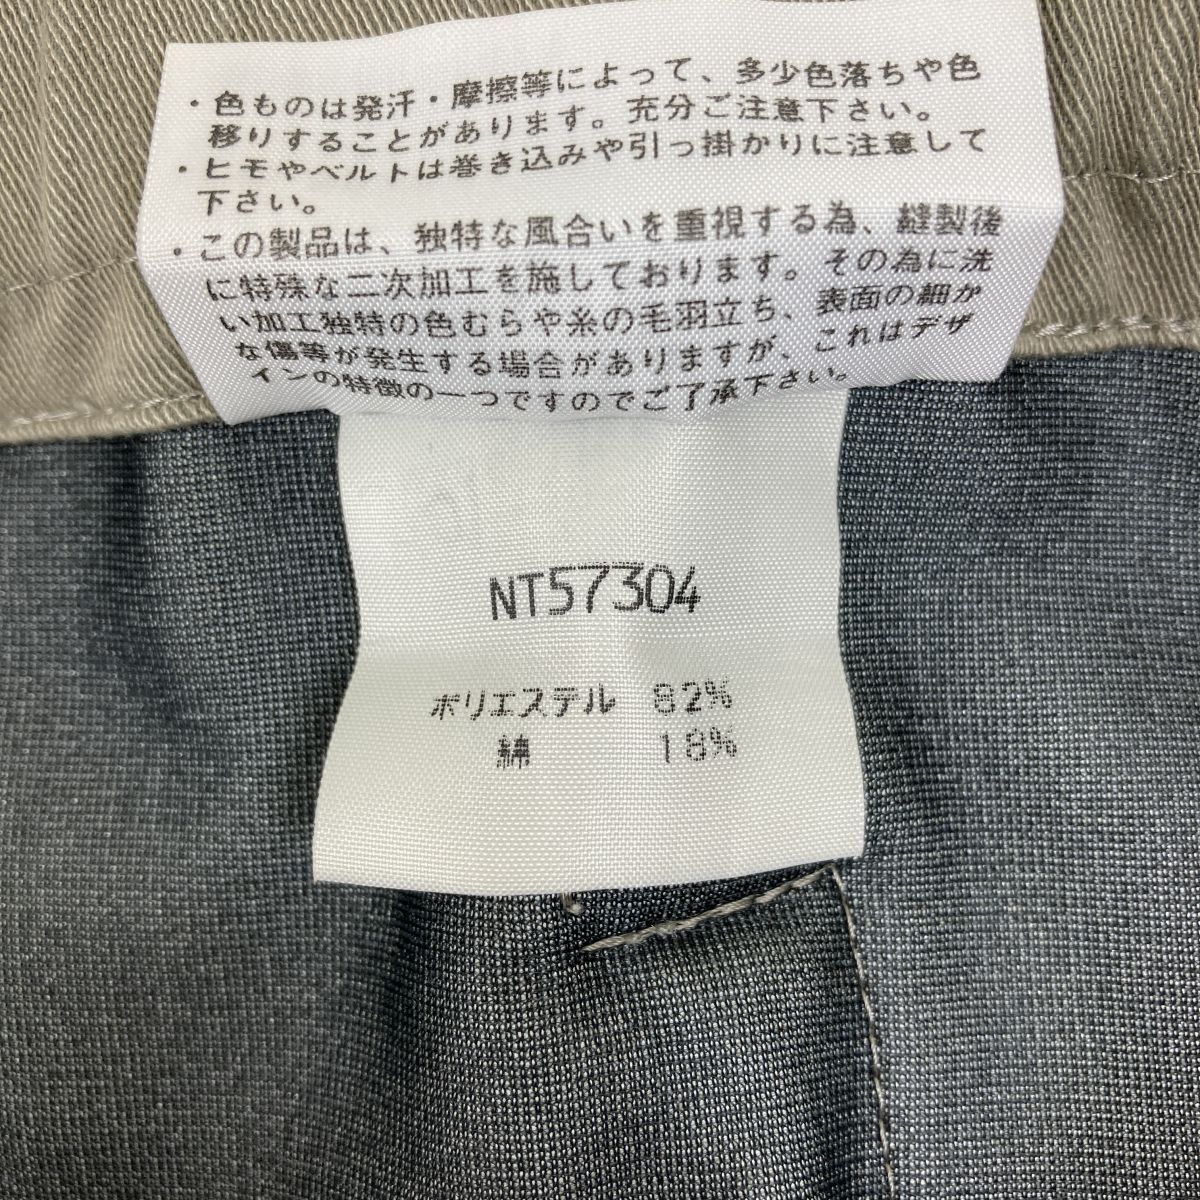 ・色ものは発汗・摩擦等によって、多少色落ちや色
移りすることがあります。充分ご注意下さい。
・ヒモやベルトは巻き込みや引っ掛かりに注意して
下さい。
・この製品は、独特な風合いを重視する為、縫製後
に特殊な二次加工を施しております。その為に洗
い加工独特の色むらや糸の毛羽立ち、表面の細か
な傷等が発生する場合がありますが、これはデザ
インの特徴の一つですのでご了承下さい。
NT57304
ポリエステル 82%
綿 18%